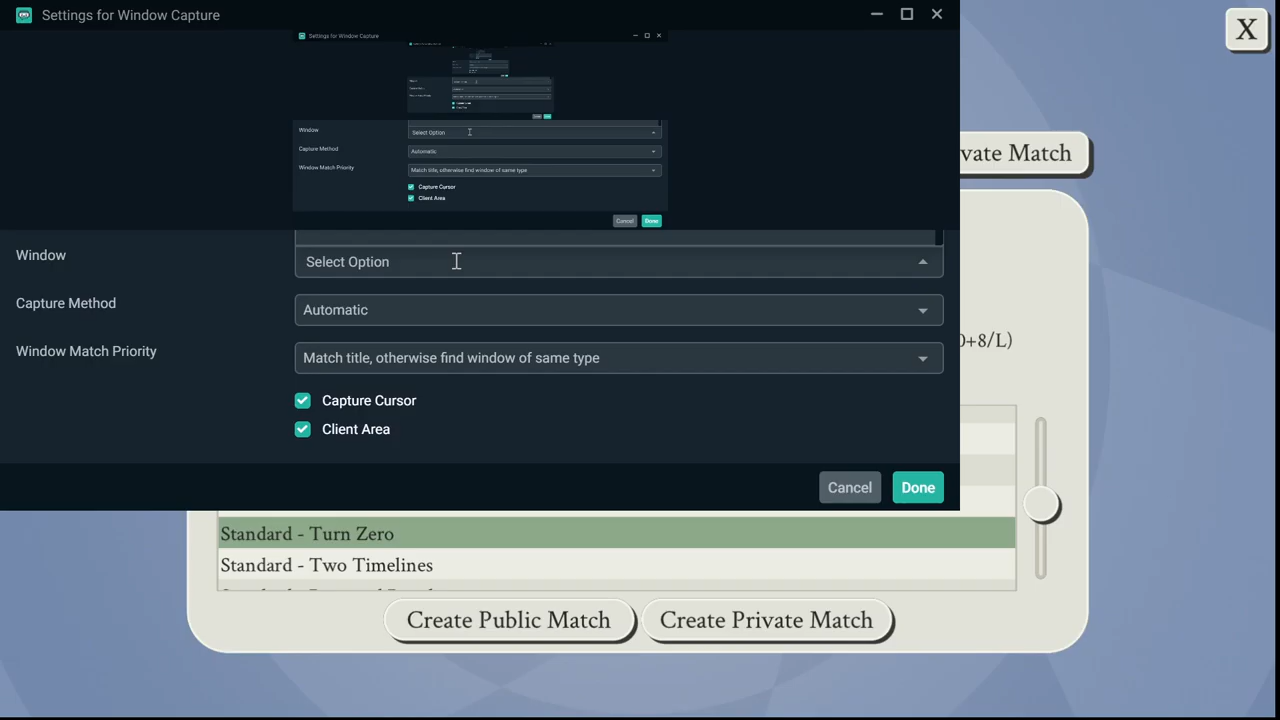 Settings for Window Capture
X
Settings for Window Capture
Window
Select Option
Capture Method
Automatic
Window Match Priority
Match title, otherwise find window of same type
Capture Cursor
Client Area
Cancel
Done
vate Match
Window
Select Option
Capture Method
Automatic
0+8/L)
Window Match Priority
Match title, otherwise find window of same type
Capture Cursor
Client Area
Cancel
Done
Standard - Turn Zero
Standard - Two Timelines
Create Public Match
Create Private Match